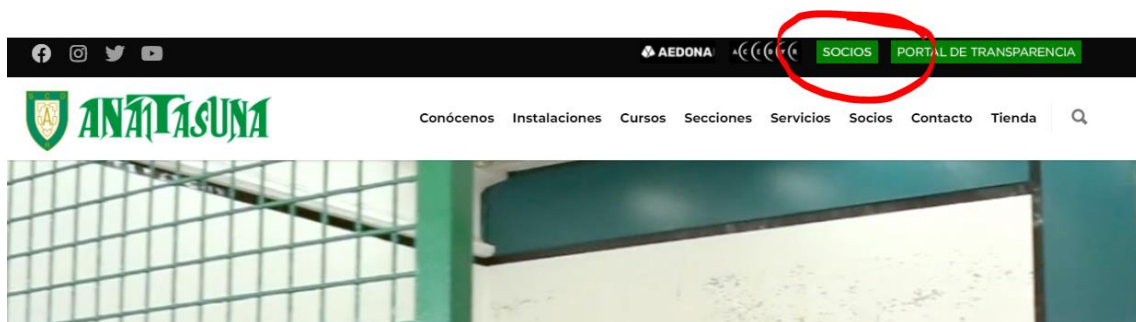 AEDONA SOCIOS PORTAL DE TRANSPARENCIA
ANAITASUNA
Conócenos Instalaciones Cursos Secciones Servicios Socios Contacto Tienda